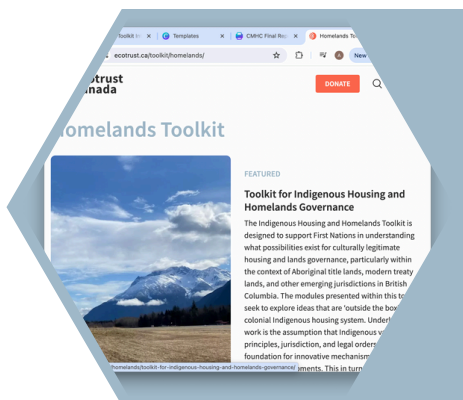 toolkit H
Templates
CMHC Final Rep
Homelands To
ecotrust.ca/toolkit/homelands/
New
otrust
nada
DONATE
omelands Toolkit
FEATURED
Toolkit for Indigenous Housing and
Homelands Governance
The Indigenous Housing and Homelands Toolkit is
designed to support First Nations in understanding
what possibilities exist for culturally legitimate
housing and lands governance, particularly within
the context of Aboriginal title lands, modern treaty
lands, and other emerging jurisdictions in British
Columbia. The modules presented within this to
seek to explore ideas that are 'outside the box
colonial Indigenous housing system. Underl
work is the assumption that Indigenous v
principles, jurisdiction, and legal orders
foundation for innovative mechanism
homelands/toolkit-for-indigenous-housing-and-homelands-governance/
oments. This in turn